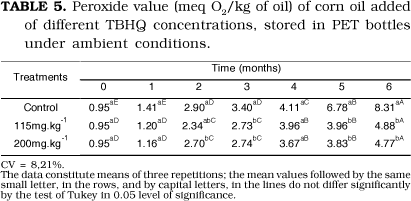 TABLE 5. Peroxide value (meq O₂/kg of oil) of corn oil added
of different TBHQ concentrations, stored in PET bottles
under ambient conditions.
Treatments
Time (months)
0 1 2 3 4 5 6
Control 0.95ᵃᴱ 1.41ᵃᴱ 2.90ᵃᴰ 3.40ᵃᴰ 4.11ᵃC 6.78ᵃᴮ 8.31ᵃᴬ
115mg.kg⁻¹ 0.95ᵃᴰ 1.20ᵃᴰ 2.34ᵃᵇC 2.73ᵇC 3.96ᵃᴮ 3.96ᵇᴮ 4.88ᵇᴬ
200mg.kg⁻¹ 0.95ᵃᴰ 1.16ᵃᴰ 2.70ᵇC 2.74ᵇC 3.67ᵃᴮ 3.83ᵇᴮ 4.77ᵇᴬ
CV = 8,21%.
The data constitute means of three repetitions; the mean values followed by the same
small letter, in the rows, and by capital letters, in the lines do not differ significantly
by the test of Tukey in 0.05 level of significance.